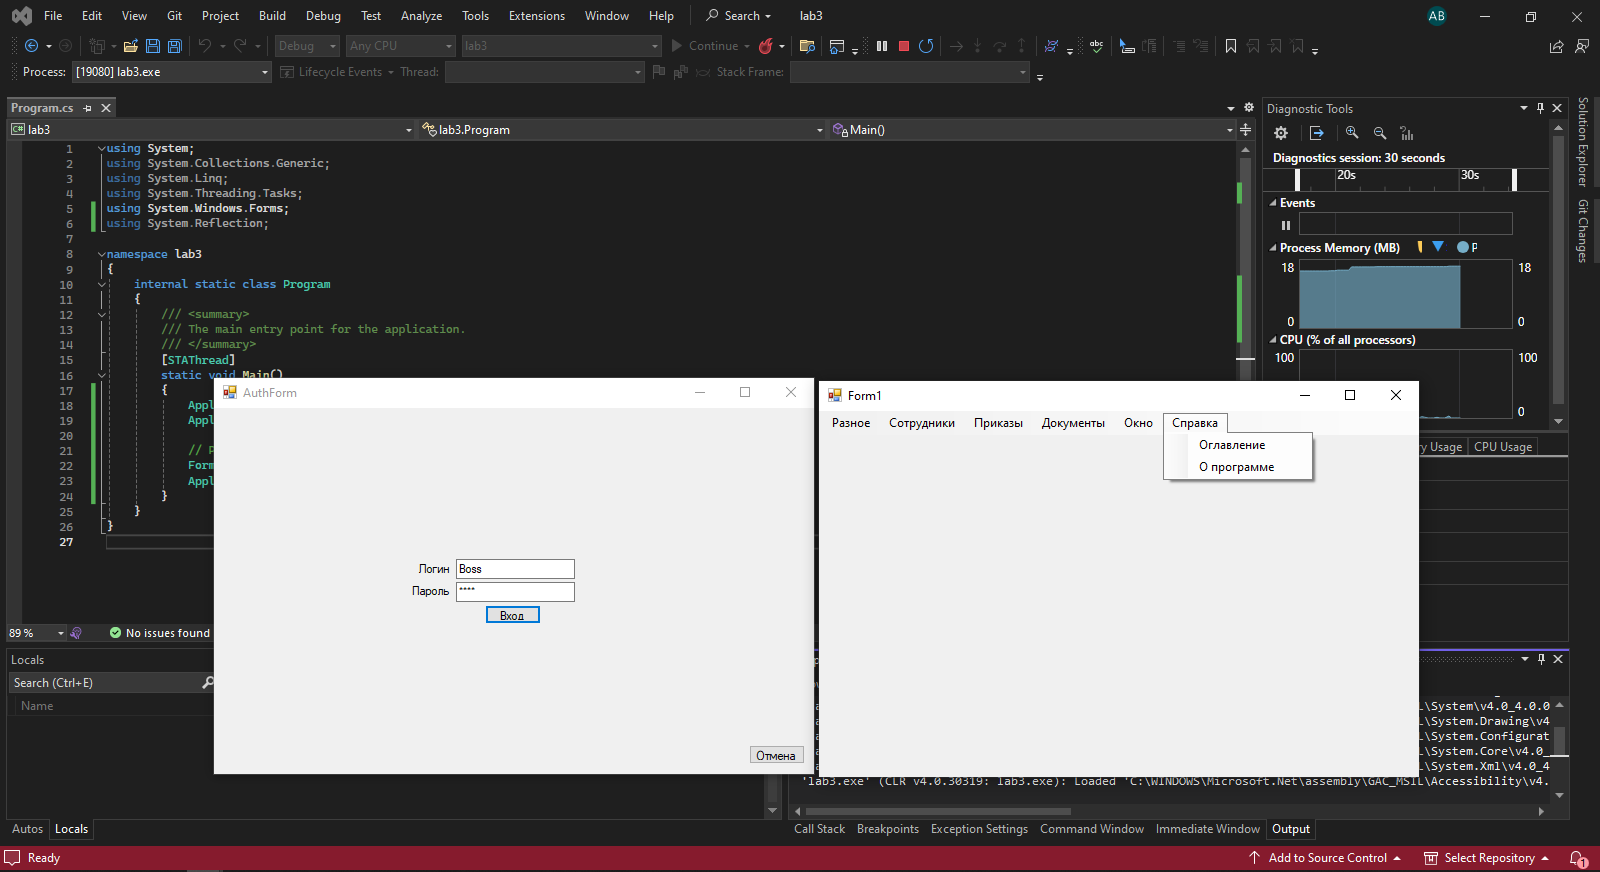 File Edit View Git Project Build Debug Test Analyze Tools Extensions Window Help Search lab3 AB
Debug Any CPU lab3 Continue
Process: [19080] lab3.exe Lifecycle Events Thread: Stack Frame:
Program.cs
C# lab3 lab3.Program Main()
1 using System;
2 using System.Collections.Generic;
3 using System.Linq;
4 using System.Threading.Tasks;
5 using System.Windows.Forms;
6 using System.Reflection;
7
8 namespace lab3
9 {
10 internal static class Program
11 {
12 /// <summary>
13 /// The main entry point for the application.
14 /// </summary>
15 [STAThread]
16 static void Main()
17 {
18 Appl
19 Appl
20
21 //
22 Form
23 Appl
24 }
25 }
26 }
27
89 % No issues found
Locals
Search (Ctrl+E)
Name
Autos Locals
AuthForm
Логин Boss
Пароль ****
Вход
Отмена
Form1
Разное Сотрудники Приказы Документы Окно Справка
Оглавление
О программе
Diagnostic Tools
Diagnostics session: 30 seconds
20s 30s
Events
Process Memory (MB) P
18 18
0 0
CPU (% of all processors)
100 100
0
y Usage CPU Usage
Solution Explorer
Git Changes
L\System\v4.0_4.0.0
L\System.Drawing\v4
L\System.Configurat
L\System.Core\v4.0_
L\System.Xml\v4.0_4
'lab3.exe' (CLR v4.0.30319: lab3.exe): Loaded 'C:\WINDOWS\Microsoft.Net\assembly\GAC_MSIL\Accessibility\v4.
Call Stack Breakpoints Exception Settings Command Window Immediate Window Output
Ready Add to Source Control Select Repository 1